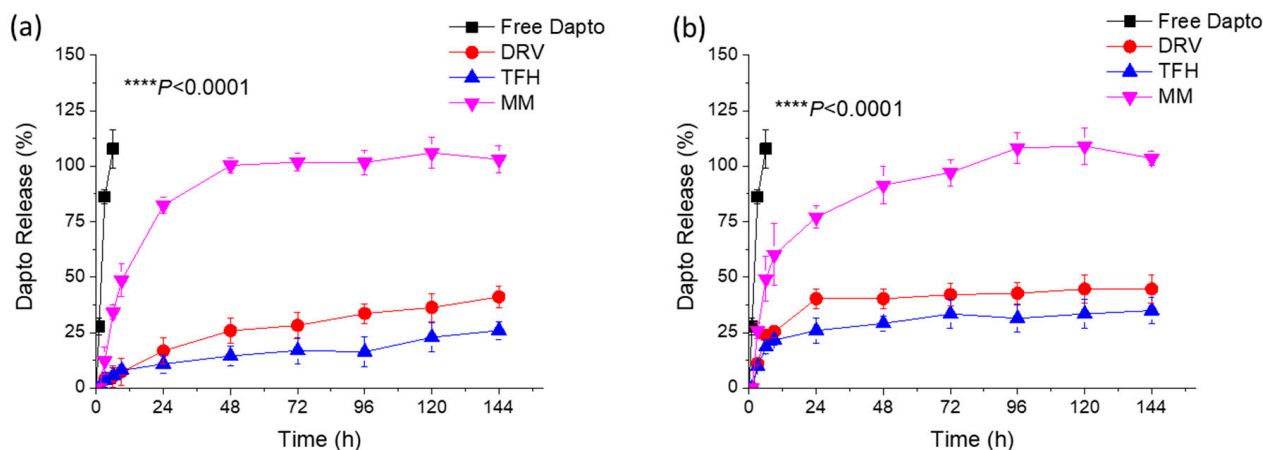 (a)
Free Dapto
DRV
TFH
MM
****P<0.0001
150
125
100
75
50
25
0
Dapto Release (%)
0 24 48 72 96 120 144
Time (h)
(b)
Free Dapto
DRV
TFH
MM
****P<0.0001
150
125
100
75
50
25
0
Dapto Release (%)
0 24 48 72 96 120 144
Time (h)